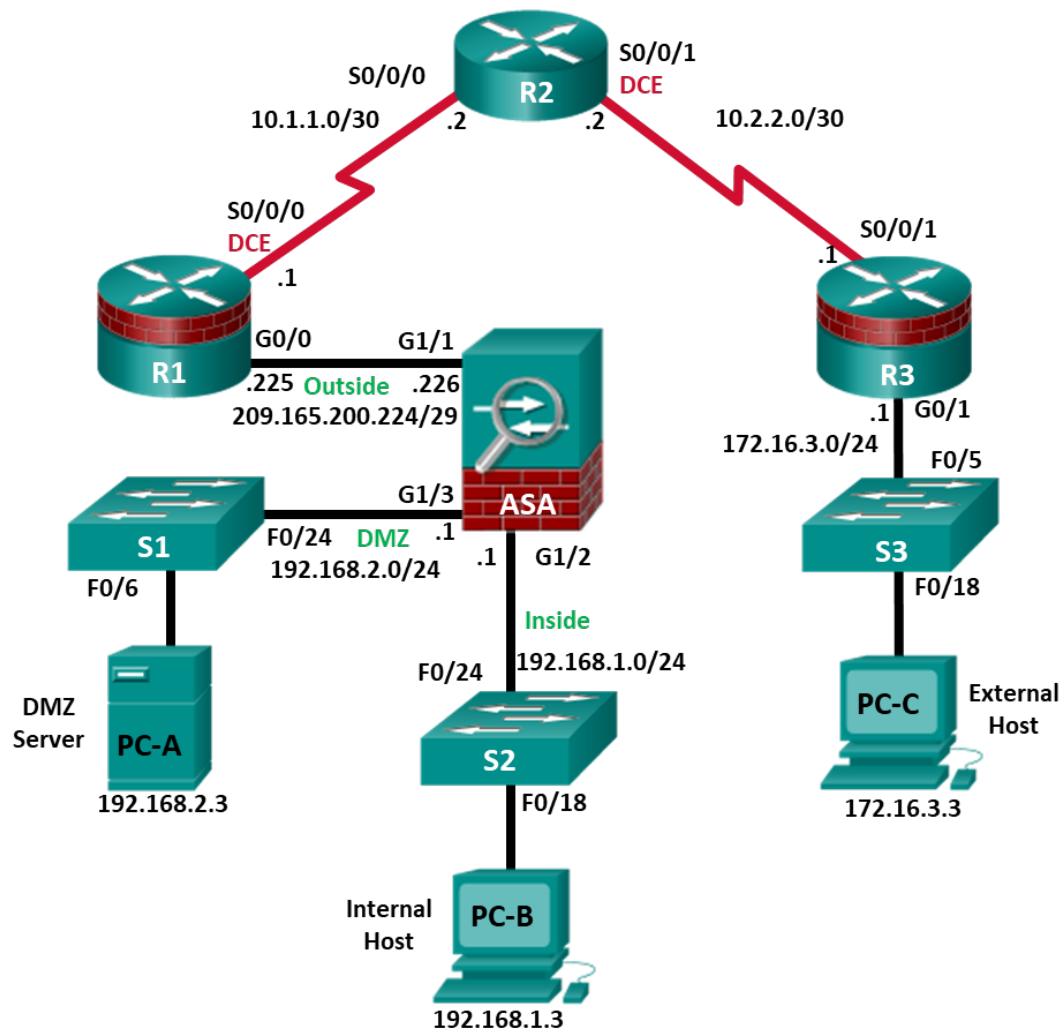 S0/0/0
R2
S0/0/1
DCE
10.1.1.0/30
.2
.2
10.2.2.0/30
S0/0/0
DCE
.1
S0/0/1
.1
R1
G0/0
G1/1
.225
Outside
.226
209.165.200.224/29
R3
.1
G0/1
172.16.3.0/24
F0/5
G1/3
ASA
S1
F0/24
DMZ
.1
192.168.2.0/24
.1
G1/2
S3
F0/6
F0/18
Inside
192.168.1.0/24
F0/24
DMZ
Server
PC-A
192.168.2.3
S2
F0/18
PC-C
External
Host
172.16.3.3
Internal
Host
PC-B
192.168.1.3